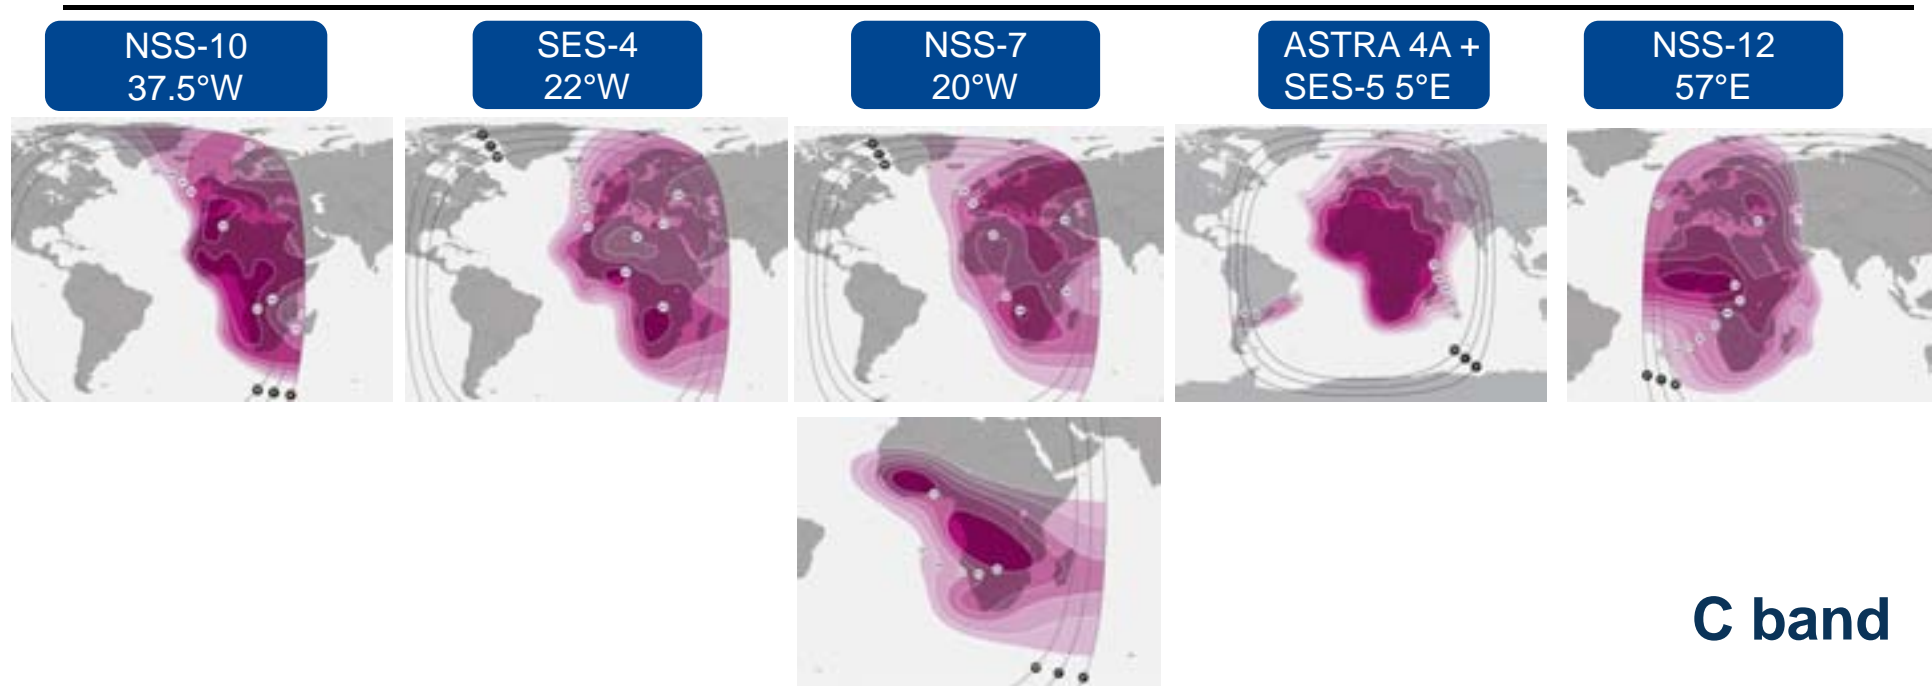 NSS-10
37.5°W
SES-4
22°W
NSS-7
20°W
ASTRA 4A +
SES-5 5°E
NSS-12
57°E
C band